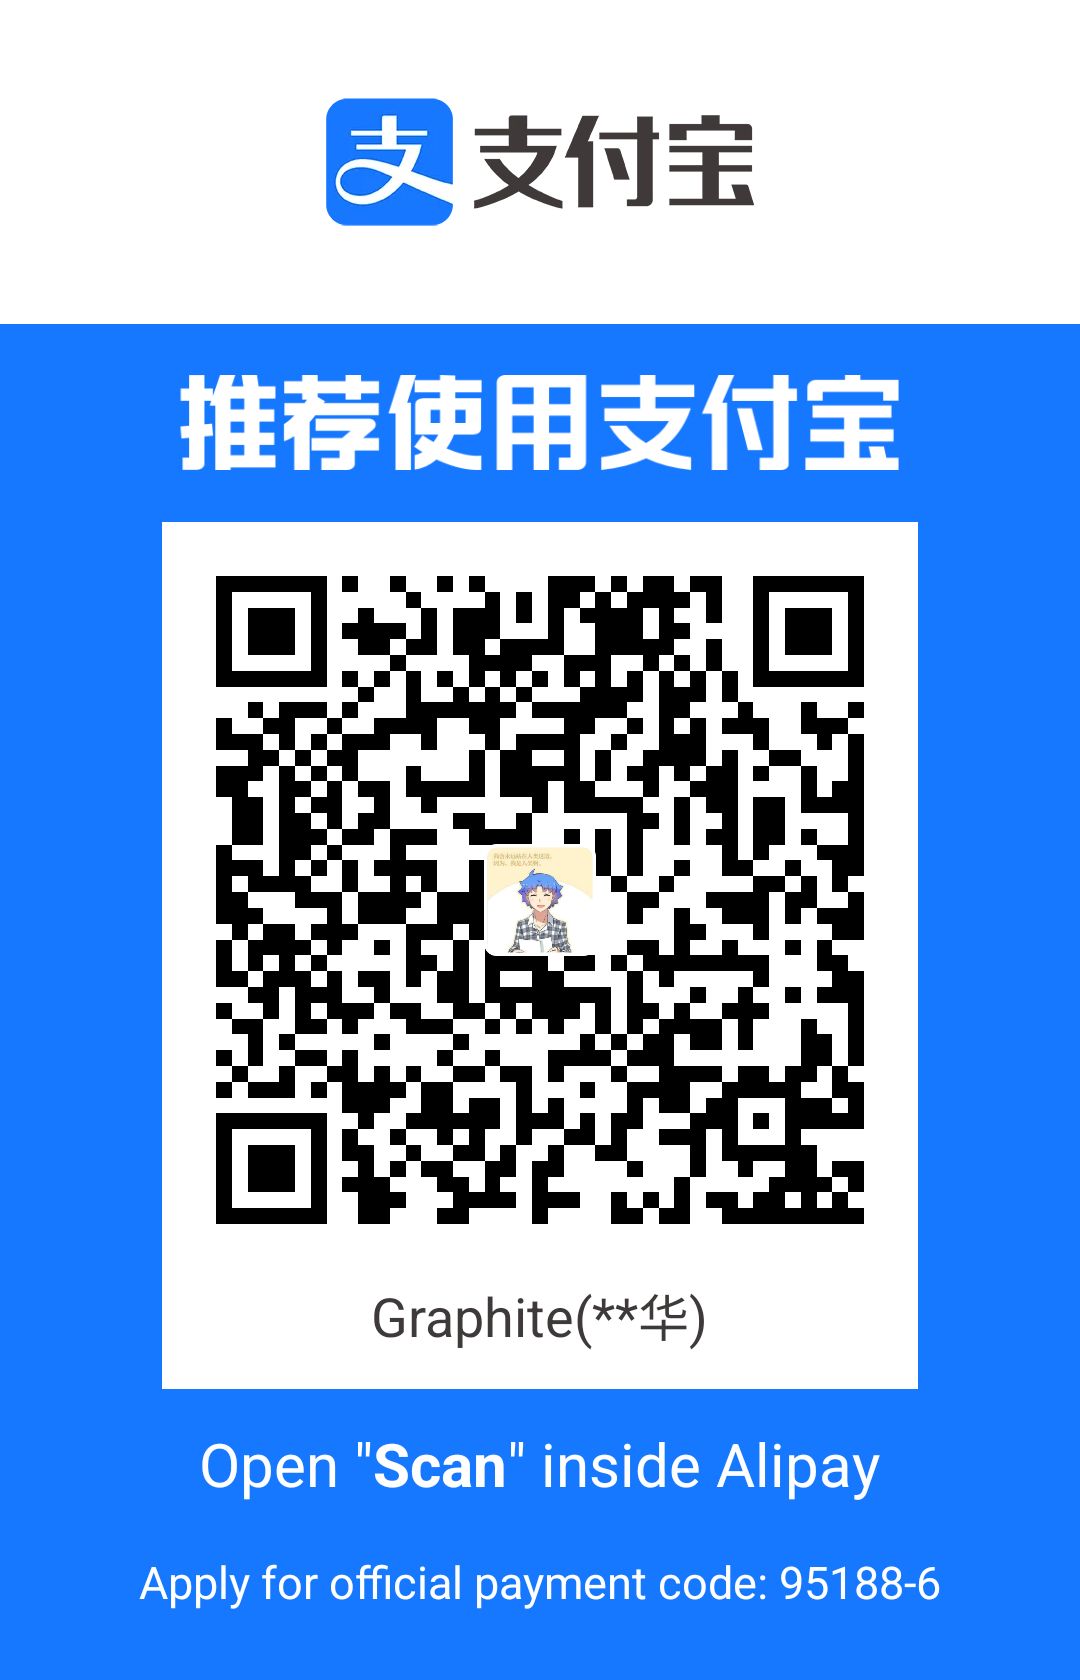 支 支付宝
推荐使用支付宝
Graphite(**华)
Open "Scan" inside Alipay
Apply for official payment code: 95188-6